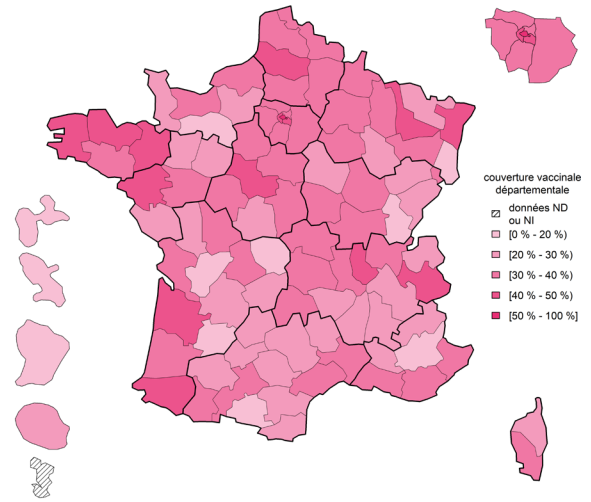 couverture vaccinale
départementale
données ND
ou NI
[0 % - 20 %)
[20 % - 30 %)
[30 % - 40 %)
[40 % - 50 %)
[50 % - 100 %]